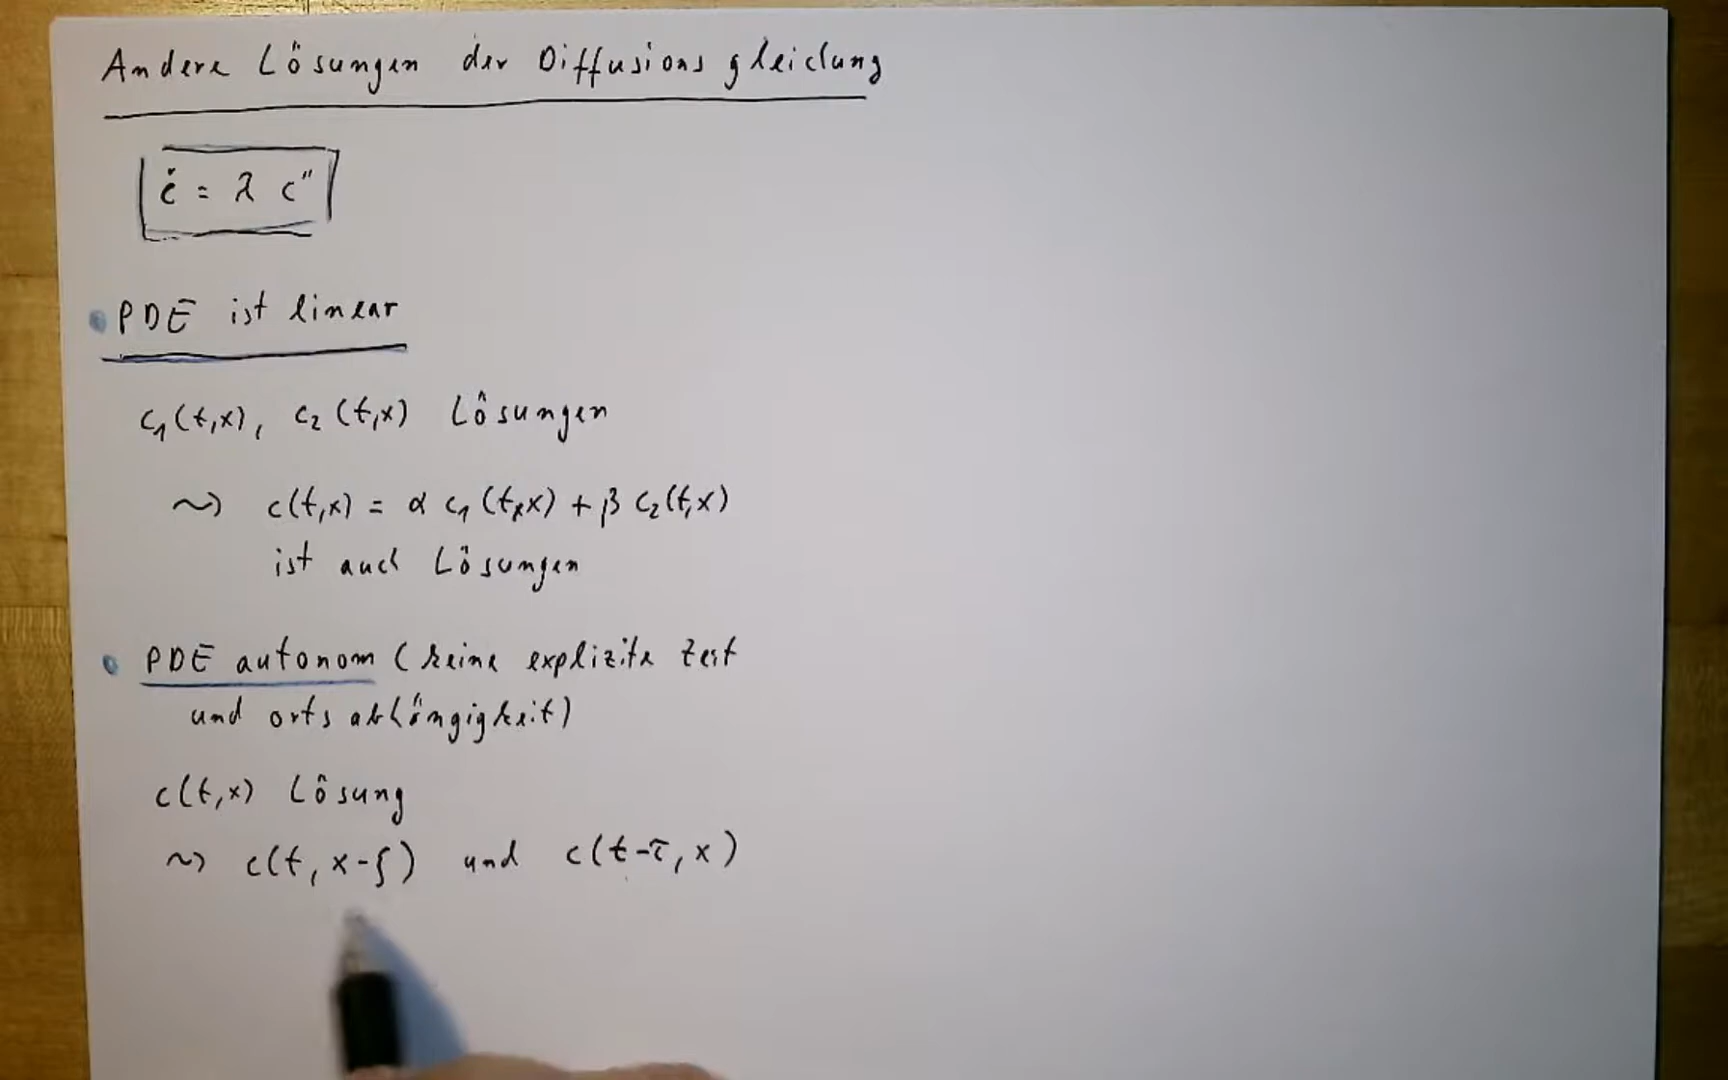 Andere Lösungen der Diffusionsgleichung
ċ = λ c"
• PDE ist linear
c₁(t,x), c₂(t,x) Lösungen
~> c(t,x) = α c₁(t,x) + β c₂(t,x)
ist auch Lösungen
• PDE autonom (keine explizite Zeit
und ortsabhängigkeit)
c(t,x) Lösung
~> c(t, x-ξ) und c(t-τ, x)